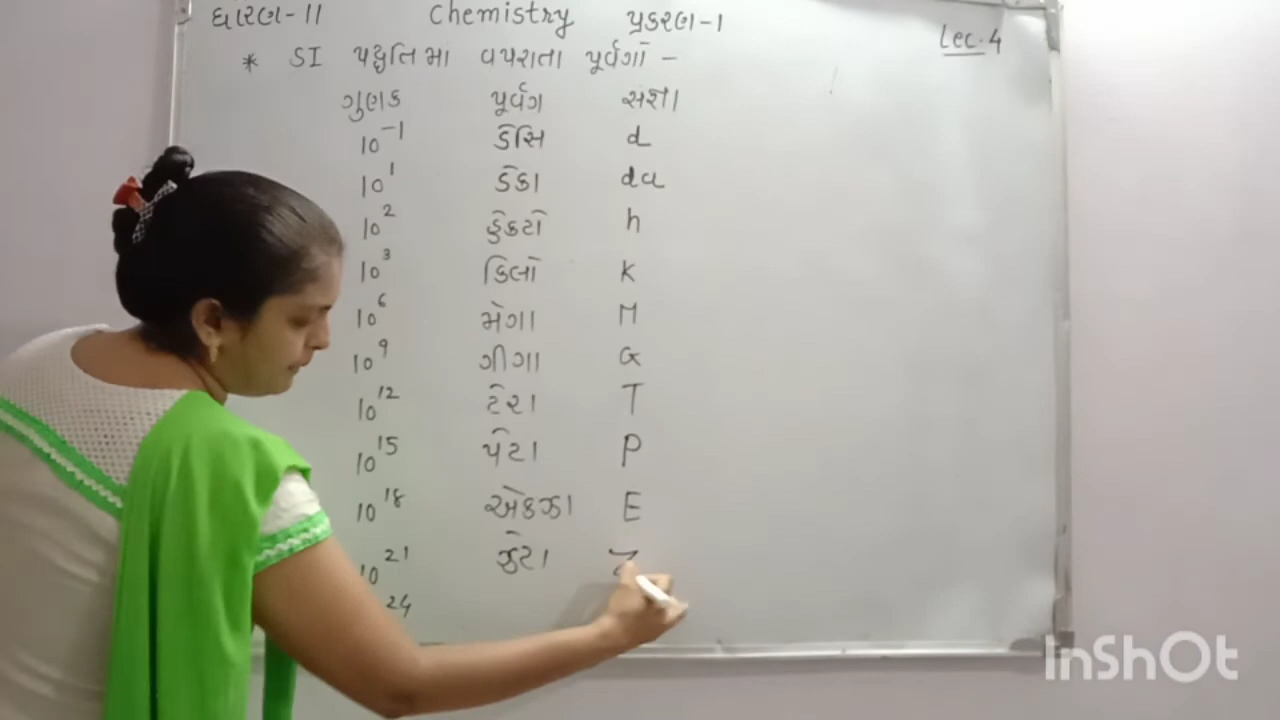 ધોરણ-11 Chemistry પ્રકરણ-1
Lec. 4
* SI પદ્ધતિમા વપરાતા પૂર્વગો -
ગુણક પૂર્વગ સંજ્ઞા
10⁻¹ ડેસિ d
10¹ ડેકા da
10² હેક્ટો h
10³ કિલો K
10⁶ મેગા M
10⁹ ગીગા G
10¹² ટેરા T
10¹⁵ પેટા P
10¹⁸ એક્ઝા E
10²¹ ઝેટા Z
24
InShOt